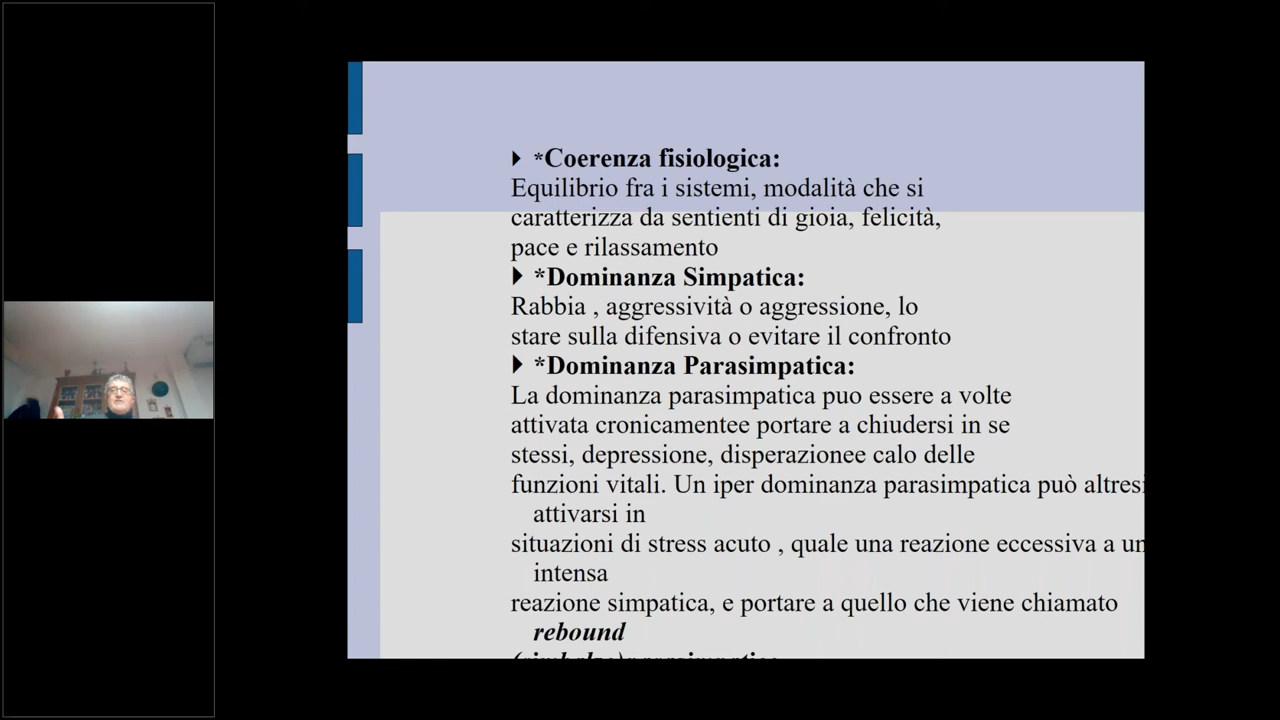 *Coerenza fisiologica:
Equilibrio fra i sistemi, modalità che si
caratterizza da sentienti di gioia, felicità,
pace e rilassamento
*Dominanza Simpatica:
Rabbia , aggressività o aggressione, lo
stare sulla difensiva o evitare il confronto
*Dominanza Parasimpatica:
La dominanza parasimpatica puo essere a volte
attivata cronicamentee portare a chiudersi in se
stessi, depressione, disperazionee calo delle
funzioni vitali. Un iper dominanza parasimpatica può altresi
attivarsi in
situazioni di stress acuto , quale una reazione eccessiva a un
intensa
reazione simpatica, e portare a quello che viene chiamato
rebound